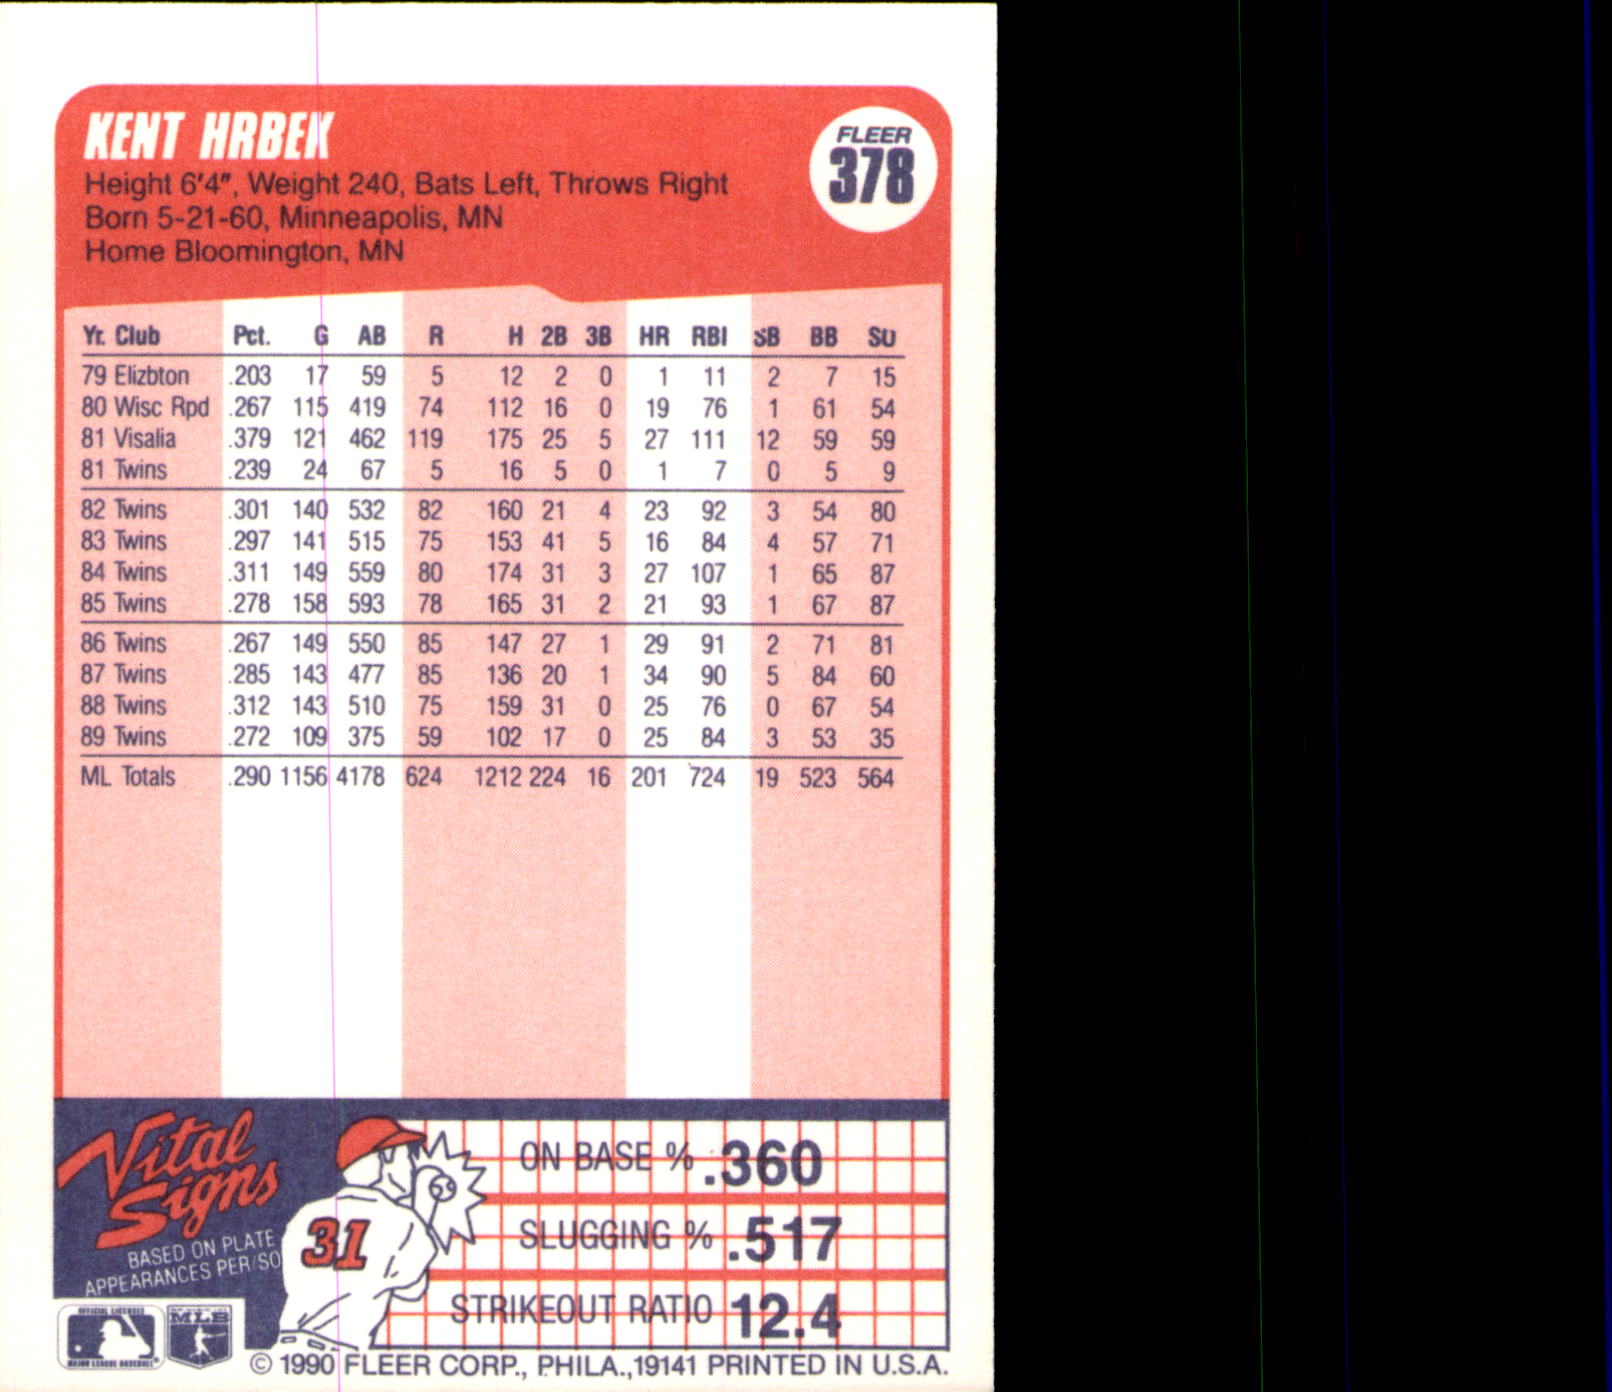 KENT HRBEK
FLEER
378
Height 6'4", Weight 240, Bats Left, Throws Right
Born 5-21-60, Minneapolis, MN
Home Bloomington, MN
Yr. Club Pct. G AB R H 2B 3B HR RBI SB BB SO
79 Elizbton .203 17 59 5 12 2 0 1 11 2 7 15
80 Wisc Rpd .267 115 419 74 112 16 0 19 76 1 61 54
81 Visalia .379 121 462 119 175 25 5 27 111 12 59 59
81 Twins .239 24 67 5 16 5 0 1 7 0 5 9
82 Twins .301 140 532 82 160 21 4 23 92 3 54 80
83 Twins .297 141 515 75 153 41 5 16 84 4 57 71
84 Twins .311 149 559 80 174 31 3 27 107 1 65 87
85 Twins .278 158 593 78 165 31 2 21 93 1 67 87
86 Twins .267 149 550 85 147 27 1 29 91 2 71 81
87 Twins .285 143 477 85 136 20 1 34 90 5 84 60
88 Twins .312 143 510 75 159 31 0 25 76 0 67 54
89 Twins .272 109 375 59 102 17 0 25 84 3 53 35
ML Totals .290 1156 4178 624 1212 224 16 201 724 19 523 564
Vital
Signs
BASED ON PLATE
APPEARANCES PER/SO
31
ON BASE % .360
SLUGGING % .517
STRIKEOUT RATIO 12.4
OFFICIAL LICENSEE
MAJOR LEAGUE BASEBALL
MLB
© 1990 FLEER CORP., PHILA., 19141 PRINTED IN U.S.A.